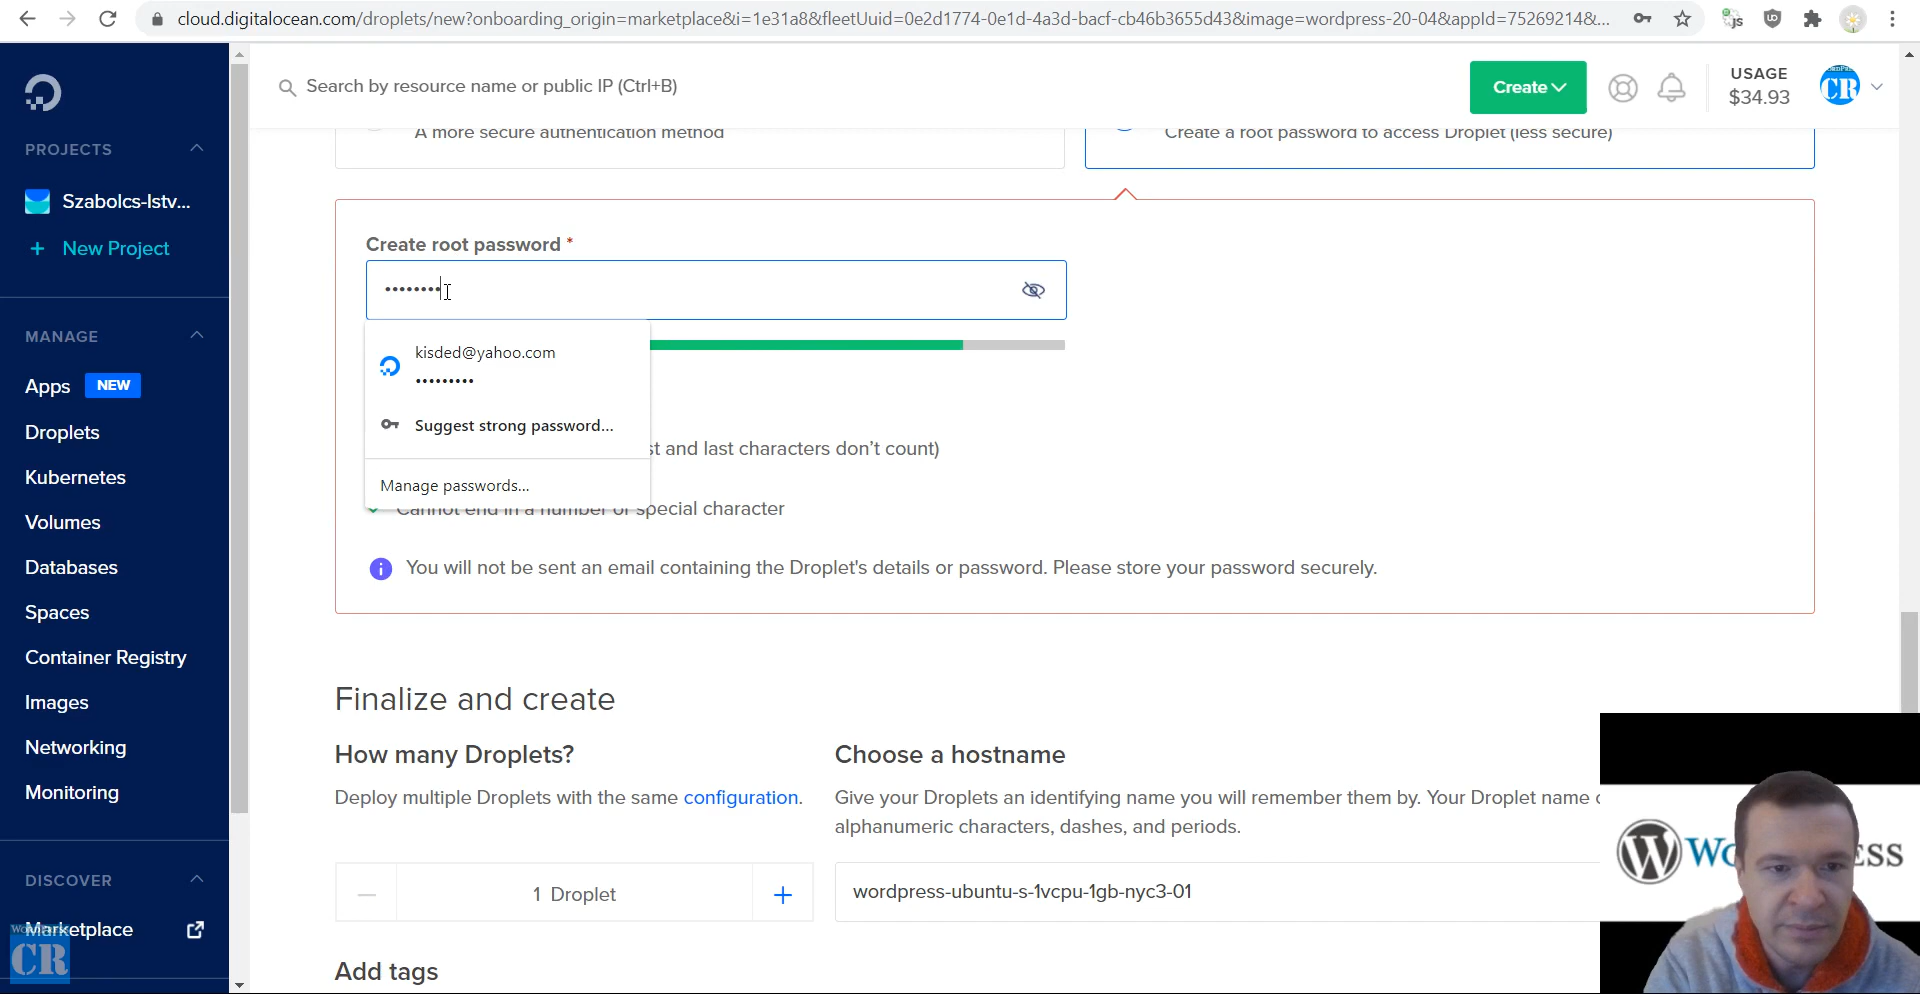 cloud.digitalocean.com/droplets/new?onboarding_origin=marketplace&i=1e31a8&fleetUuid=0e2d1774-0e1d-4a3d-bacf-cb46b3655d43&image=wordpress-20-04&appId=75269214&...
Search by resource name or public IP (Ctrl+B)
Create
USAGE
$34.93
CR
PROJECTS
Szabolcs-Istv...
+ New Project
MANAGE
Apps NEW
Droplets
Kubernetes
Volumes
Databases
Spaces
Container Registry
Images
Networking
Monitoring
DISCOVER
Marketplace
WORDPRESS
CR
A more secure authentication method
Create a root password to access Droplet (less secure)
Create root password *
••••••••
kisded@yahoo.com
•••••••••
Suggest strong password...
Manage passwords...
st and last characters don’t count)
Cannot end in a number or special character
You will not be sent an email containing the Droplet's details or password. Please store your password securely.
Finalize and create
How many Droplets?
Deploy multiple Droplets with the same configuration.
1 Droplet
Choose a hostname
Give your Droplets an identifying name you will remember them by. Your Droplet name c
alphanumeric characters, dashes, and periods.
wordpress-ubuntu-s-1vcpu-1gb-nyc3-01
Add tags